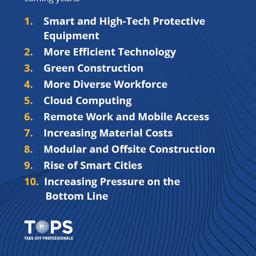 coming years:
1. Smart and High-Tech Protective
Equipment
2. More Efficient Technology
3. Green Construction
4. More Diverse Workforce
5. Cloud Computing
6. Remote Work and Mobile Access
7. Increasing Material Costs
8. Modular and Offsite Construction
9. Rise of Smart Cities
10. Increasing Pressure on the
Bottom Line
TOPS
TAKE-OFF PROFESSIONALS